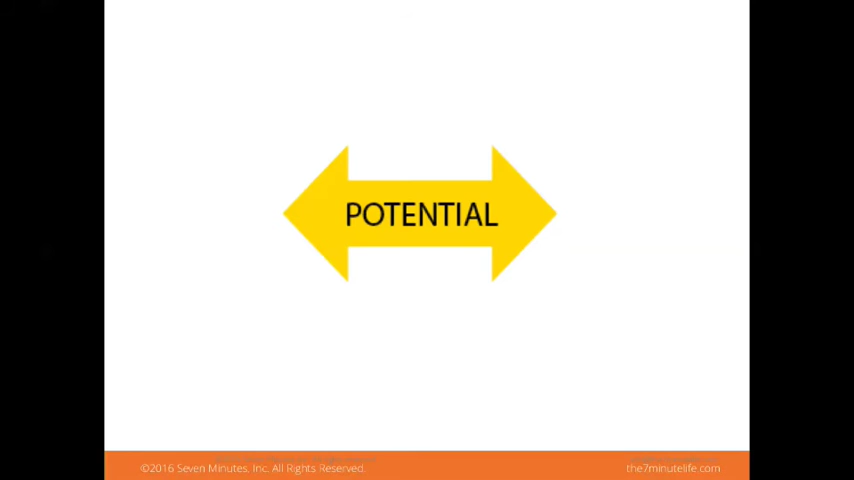 POTENTIAL
©2016 Seven Minutes, Inc. All Rights Reserved.
the7minutelife.com